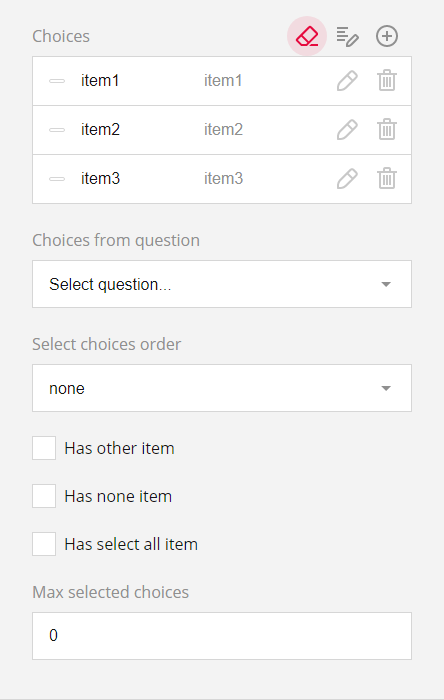 Choices
item1 item1
item2 item2
item3 item3
Choices from question
Select question...
Select choices order
none
Has other item
Has none item
Has select all item
Max selected choices
0